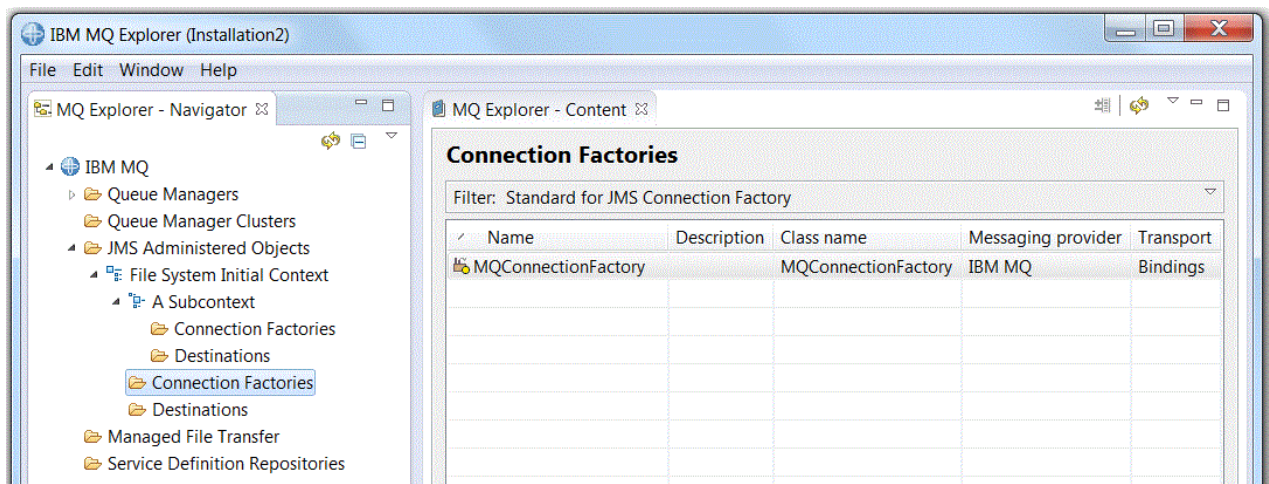 IBM MQ Explorer (Installation2)
File Edit Window Help
MQ Explorer - Navigator
IBM MQ
Queue Managers
Queue Manager Clusters
JMS Administered Objects
File System Initial Context
A Subcontext
Connection Factories
Destinations
Connection Factories
Destinations
Managed File Transfer
Service Definition Repositories
MQ Explorer - Content
Connection Factories
Filter: Standard for JMS Connection Factory
Name Description Class name Messaging provider Transport
MQConnectionFactory MQConnectionFactory IBM MQ Bindings